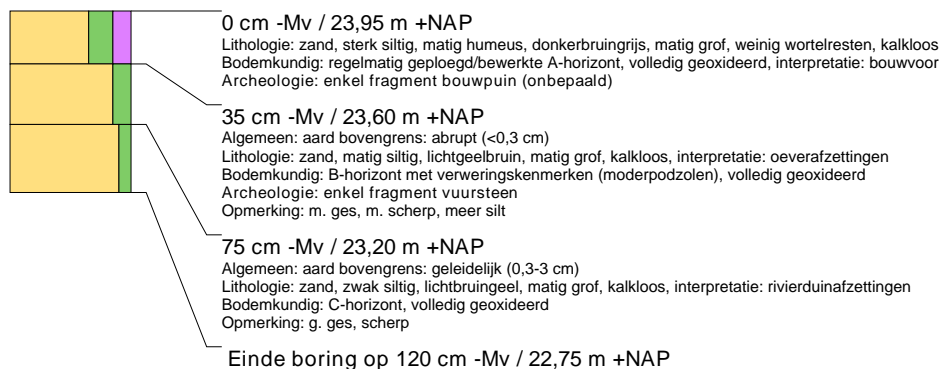 0 cm -Mv / 23,95 m +NAP
Lithologie: zand, sterk siltig, matig humeus, donkerbruingrijs, matig grof, weinig wortelresten, kalkloos
Bodemkundig: regelmatig geploegd/bewerkte A-horizont, volledig geoxideerd, interpretatie: bouwvoor
Archeologie: enkel fragment bouwpuin (onbepaald)
35 cm -Mv / 23,60 m +NAP
Algemeen: aard bovengrens: abrupt (<0,3 cm)
Lithologie: zand, matig siltig, lichtgeelbruin, matig grof, kalkloos, interpretatie: oeverafzettingen
Bodemkundig: B-horizont met verweringskenmerken (moderpodzolen), volledig geoxideerd
Archeologie: enkel fragment vuursteen
Opmerking: m. ges, m. scherp, meer silt
75 cm -Mv / 23,20 m +NAP
Algemeen: aard bovengrens: geleidelijk (0,3-3 cm)
Lithologie: zand, zwak siltig, lichtbruingeel, matig grof, kalkloos, interpretatie: rivierduinafzettingen
Bodemkundig: C-horizont, volledig geoxideerd
Opmerking: g. ges, scherp
Einde boring op 120 cm -Mv / 22,75 m +NAP